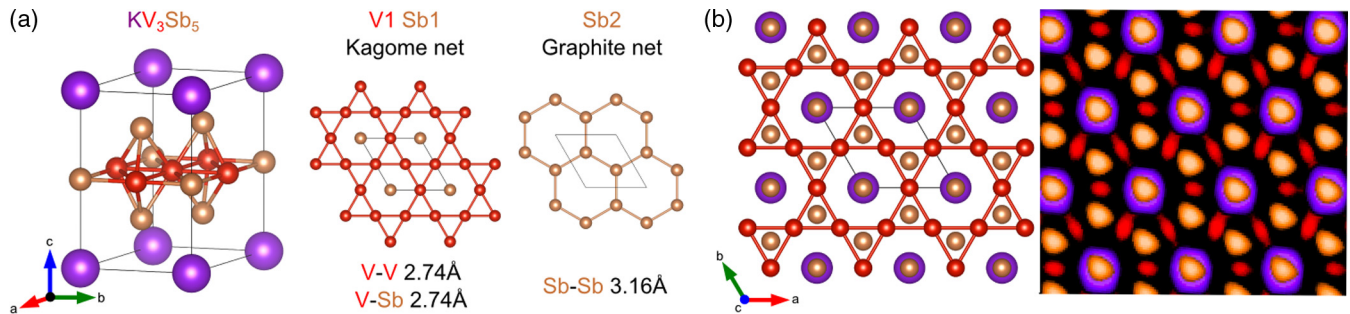 (a)
KV₃Sb₅
V1 Sb1
Kagome net
Sb2
Graphite net
V-V 2.74Å
V-Sb 2.74Å
Sb-Sb 3.16Å
c
a
b
(b)
b
c
a